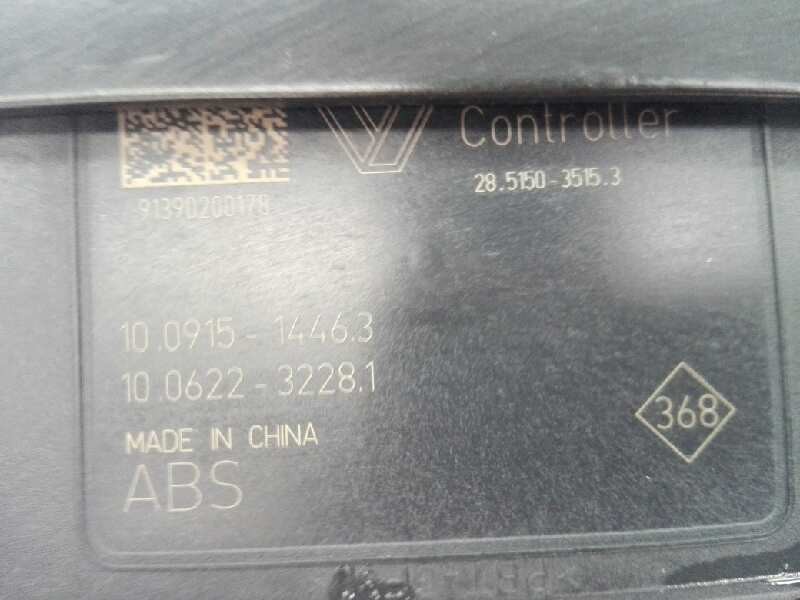 Controller
28.5150-3515.3
91390200178
10.0915-1446.3
10.0622-3228.1
368
MADE IN CHINA
ABS